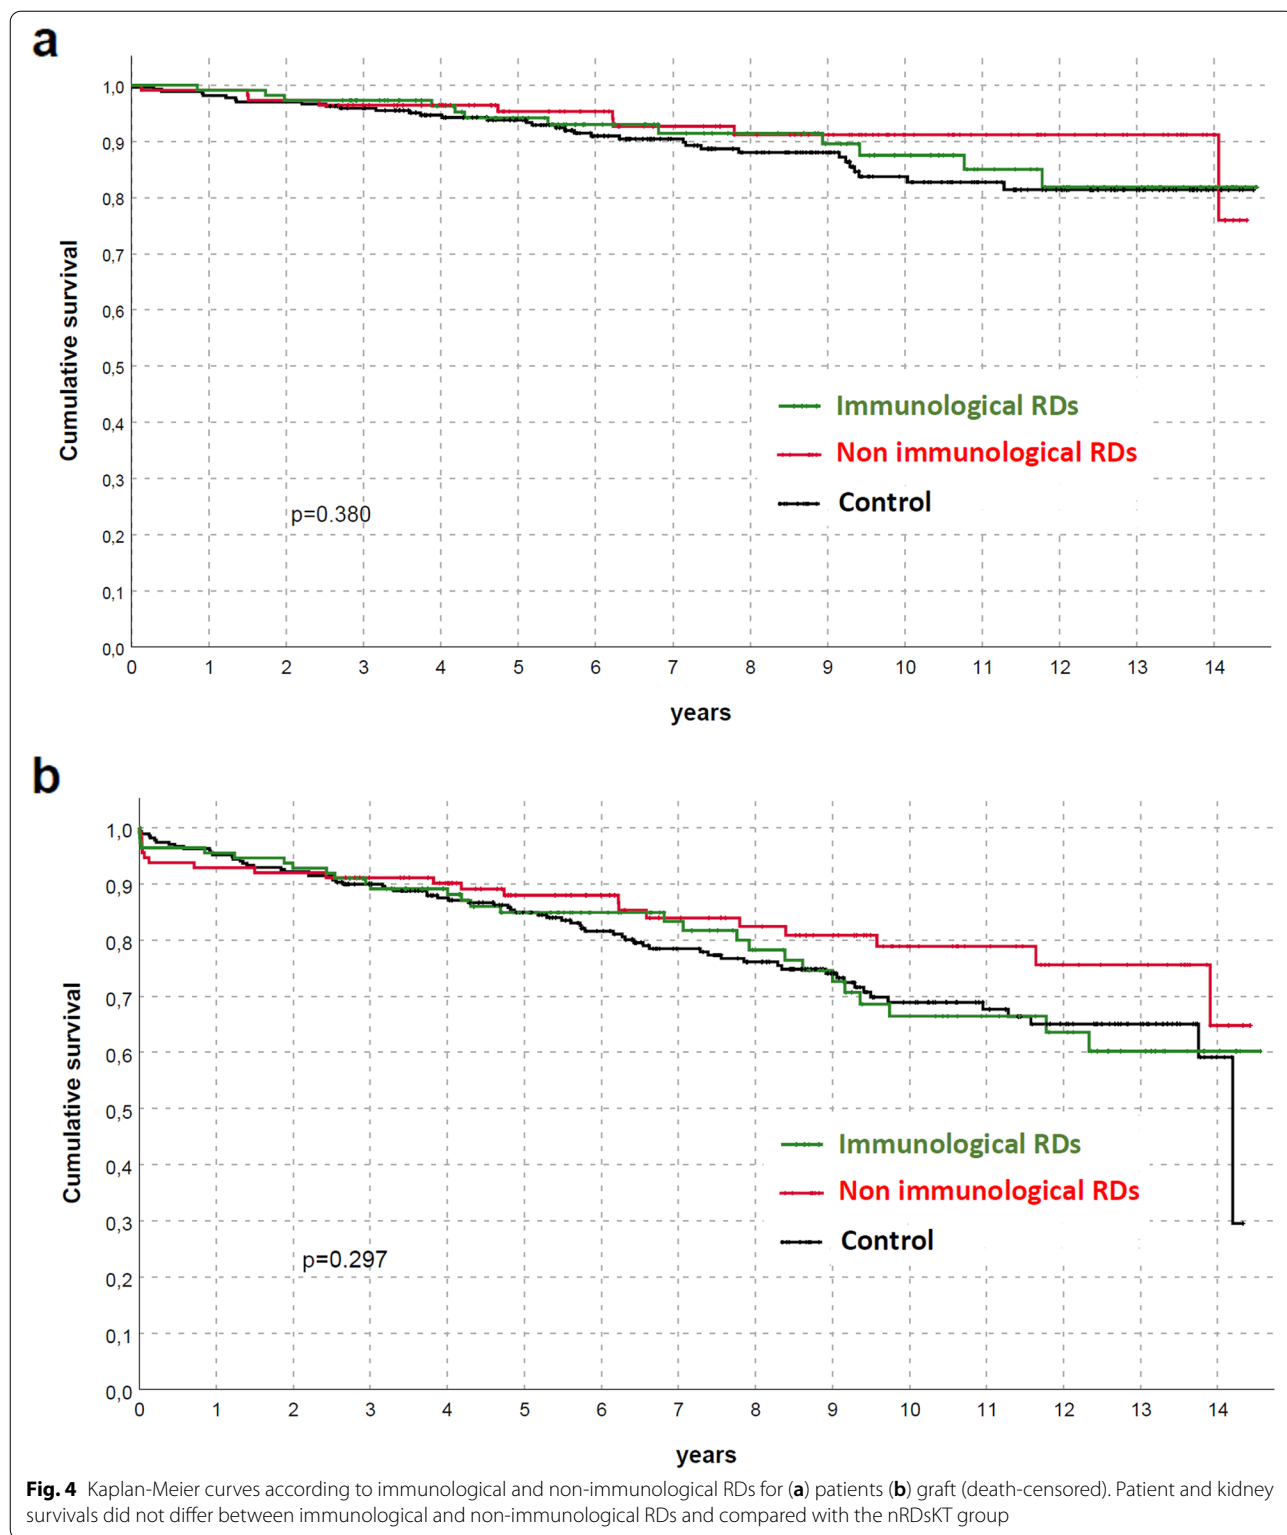 a
1,0
0,9
0,8
0,7
0,6
0,5
0,4
0,3
0,2
0,1
0,0
Cumulative survival
Immunological RDs
Non immunological RDs
Control
p=0.380
0 1 2 3 4 5 6 7 8 9 10 11 12 13 14
years
b
1,0
0,9
0,8
0,7
0,6
0,5
0,4
0,3
0,2
0,1
0,0
Cumulative survival
Immunological RDs
Non immunological RDs
Control
p=0.297
0 1 2 3 4 5 6 7 8 9 10 11 12 13 14
years
Fig. 4 Kaplan-Meier curves according to immunological and non-immunological RDs for (a) patients (b) graft (death-censored). Patient and kidney
survivals did not differ between immunological and non-immunological RDs and compared with the nRDsKT group